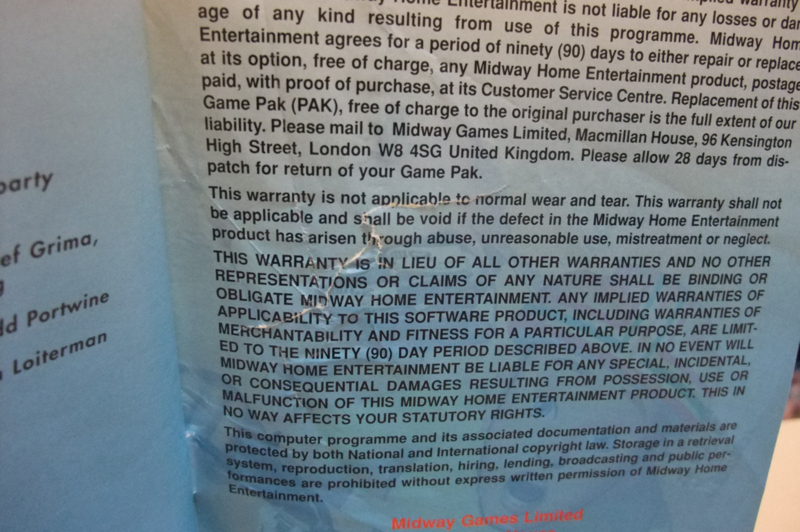 party
ef Grima,
ld Portwine
Loiterman
Home Entertainment is not liable for any losses or dam
age of any kind resulting from use of this programme. Midway Hom
Entertainment agrees for a period of ninety (90) days to either repair or replace
at its option, free of charge, any Midway Home Entertainment product, postage
paid, with proof of purchase, at its Customer Service Centre. Replacement of this
Game Pak (PAK), free of charge to the original purchaser is the full extent of our
liability. Please mail to Midway Games Limited, Macmillan House, 96 Kensington
High Street, London W8 4SG United Kingdom. Please allow 28 days from dis-
patch for return of your Game Pak.
This warranty is not applicable to normal wear and tear. This warranty shall not
be applicable and shall be void if the defect in the Midway Home Entertainment
product has arisen through abuse, unreasonable use, mistreatment or neglect.
THIS WARRANTY IS IN LIEU OF ALL OTHER WARRANTIES AND NO OTHER
REPRESENTATIONS OR CLAIMS OF ANY NATURE SHALL BE BINDING OR
OBLIGATE MIDWAY HOME ENTERTAINMENT. ANY IMPLIED WARRANTIES OF
APPLICABILITY TO THIS SOFTWARE PRODUCT, INCLUDING WARRANTIES OF
MERCHANTABILITY AND FITNESS FOR A PARTICULAR PURPOSE, ARE LIMIT-
ED TO THE NINETY (90) DAY PERIOD DESCRIBED ABOVE. IN NO EVENT WILL
MIDWAY HOME ENTERTAINMENT BE LIABLE FOR ANY SPECIAL, INCIDENTAL,
OR CONSEQUENTIAL DAMAGES RESULTING FROM POSSESSION, USE OR
MALFUNCTION OF THIS MIDWAY HOME ENTERTAINMENT PRODUCT. THIS IN
NO WAY AFFECTS YOUR STATUTORY RIGHTS.
This computer programme and its associated documentation and materials are
protected by both National and International copyright law. Storage in a retrieval
system, reproduction, translation, hiring, lending, broadcasting and public per-
formances are prohibited without express written permission of Midway Home
Entertainment.
Midway Games Limited